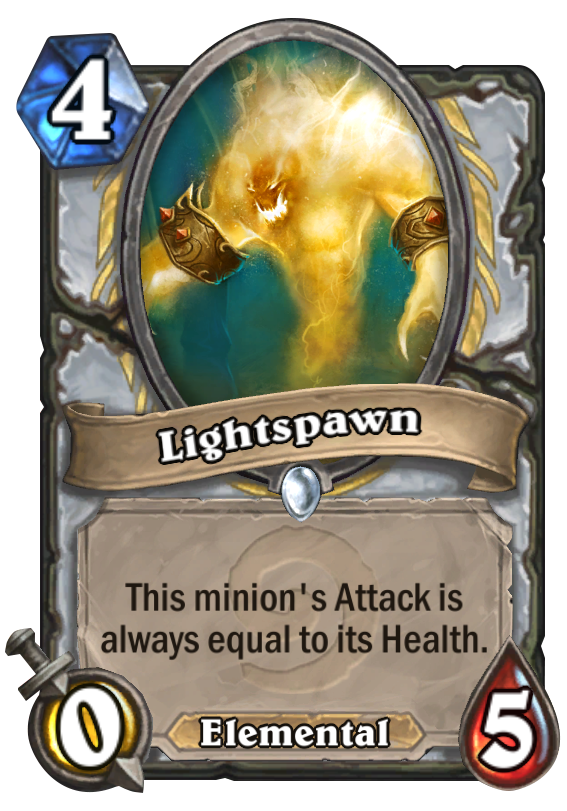 4
Lightspawn
This minion's Attack is
always equal to its Health.
0
Elemental
5